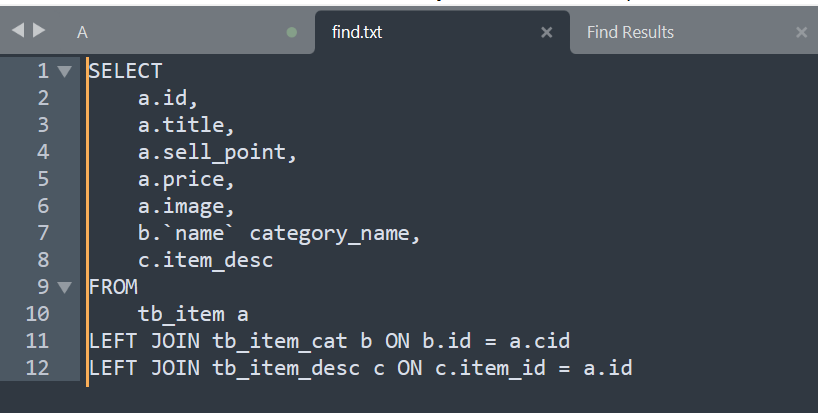 A
find.txt
Find Results
1 SELECT
2 a.id,
3 a.title,
4 a.sell_point,
5 a.price,
6 a.image,
7 b.`name` category_name,
8 c.item_desc
9 FROM
10 tb_item a
11 LEFT JOIN tb_item_cat b ON b.id = a.cid
12 LEFT JOIN tb_item_desc c ON c.item_id = a.id